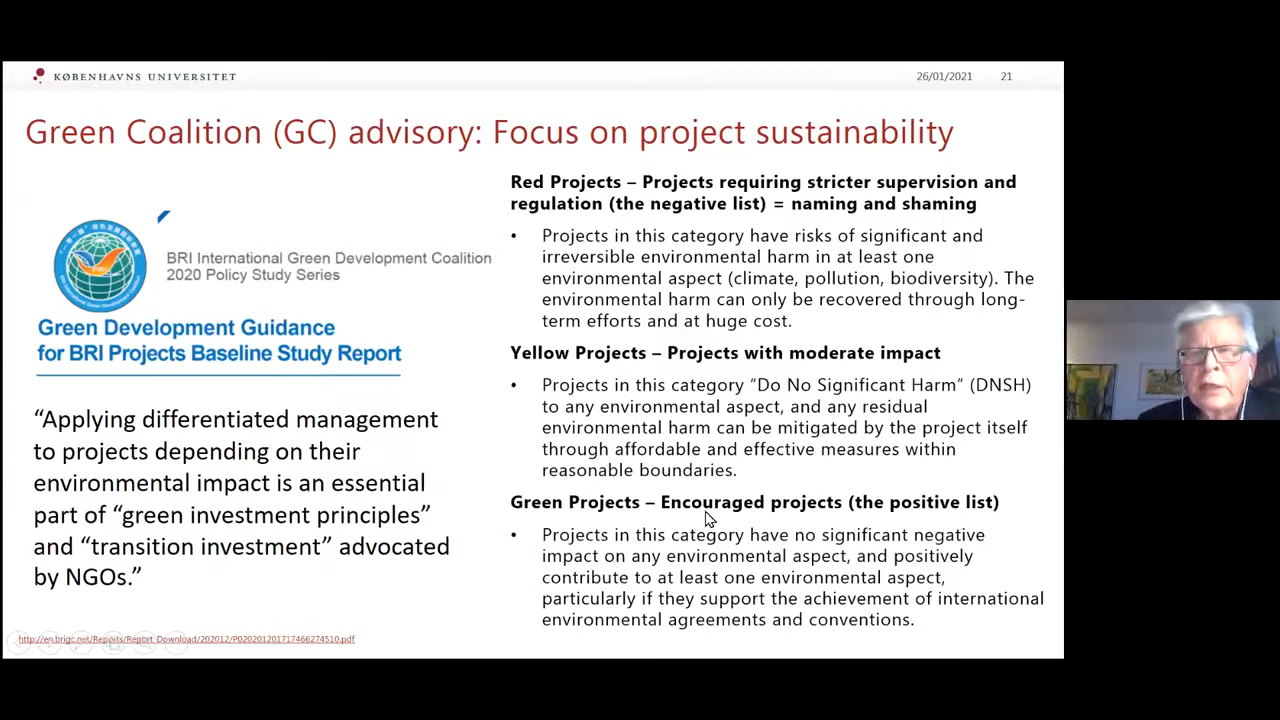 KØBENHAVNS UNIVERSITET
26/01/2021 21
Green Coalition (GC) advisory: Focus on project sustainability
BRI International Green Development Coalition
2020 Policy Study Series
Green Development Guidance
for BRI Projects Baseline Study Report
“Applying differentiated management
to projects depending on their
environmental impact is an essential
part of “green investment principles”
and “transition investment” advocated
by NGOs.”
http://en.brigc.net/Reports/Report_Download/202012/P020201201717466274510.pdf
Red Projects – Projects requiring stricter supervision and
regulation (the negative list) = naming and shaming
• Projects in this category have risks of significant and
irreversible environmental harm in at least one
environmental aspect (climate, pollution, biodiversity). The
environmental harm can only be recovered through long-
term efforts and at huge cost.
Yellow Projects – Projects with moderate impact
• Projects in this category “Do No Significant Harm” (DNSH)
to any environmental aspect, and any residual
environmental harm can be mitigated by the project itself
through affordable and effective measures within
reasonable boundaries.
Green Projects – Encouraged projects (the positive list)
• Projects in this category have no significant negative
impact on any environmental aspect, and positively
contribute to at least one environmental aspect,
particularly if they support the achievement of international
environmental agreements and conventions.